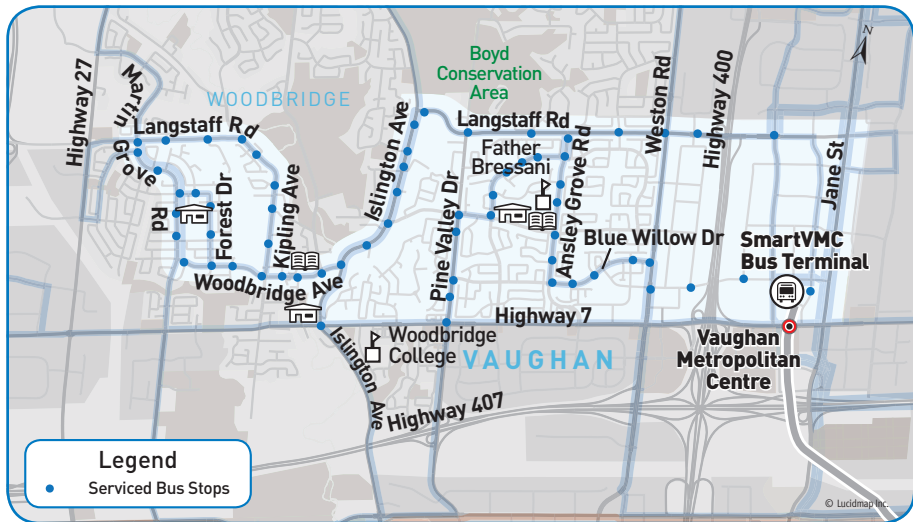 Highway 27
Martin
Grove
Rd
WOODBRIDGE
Langstaff Rd
Forest Dr
Kipling Ave
Woodbridge Ave
Islington Ave
Boyd
Conservation
Area
Langstaff Rd
Father
Bressani
Pine Valley Dr
Ansley Grove Rd
Blue Willow Dr
Weston Rd
Highway 400
N
Jane St
SmartVMC
Bus Terminal
Highway 7
Islington Ave
Woodbridge
College
VAUGHAN
Vaughan
Metropolitan
Centre
Highway 407
Legend
Serviced Bus Stops
© Lucidmap Inc.